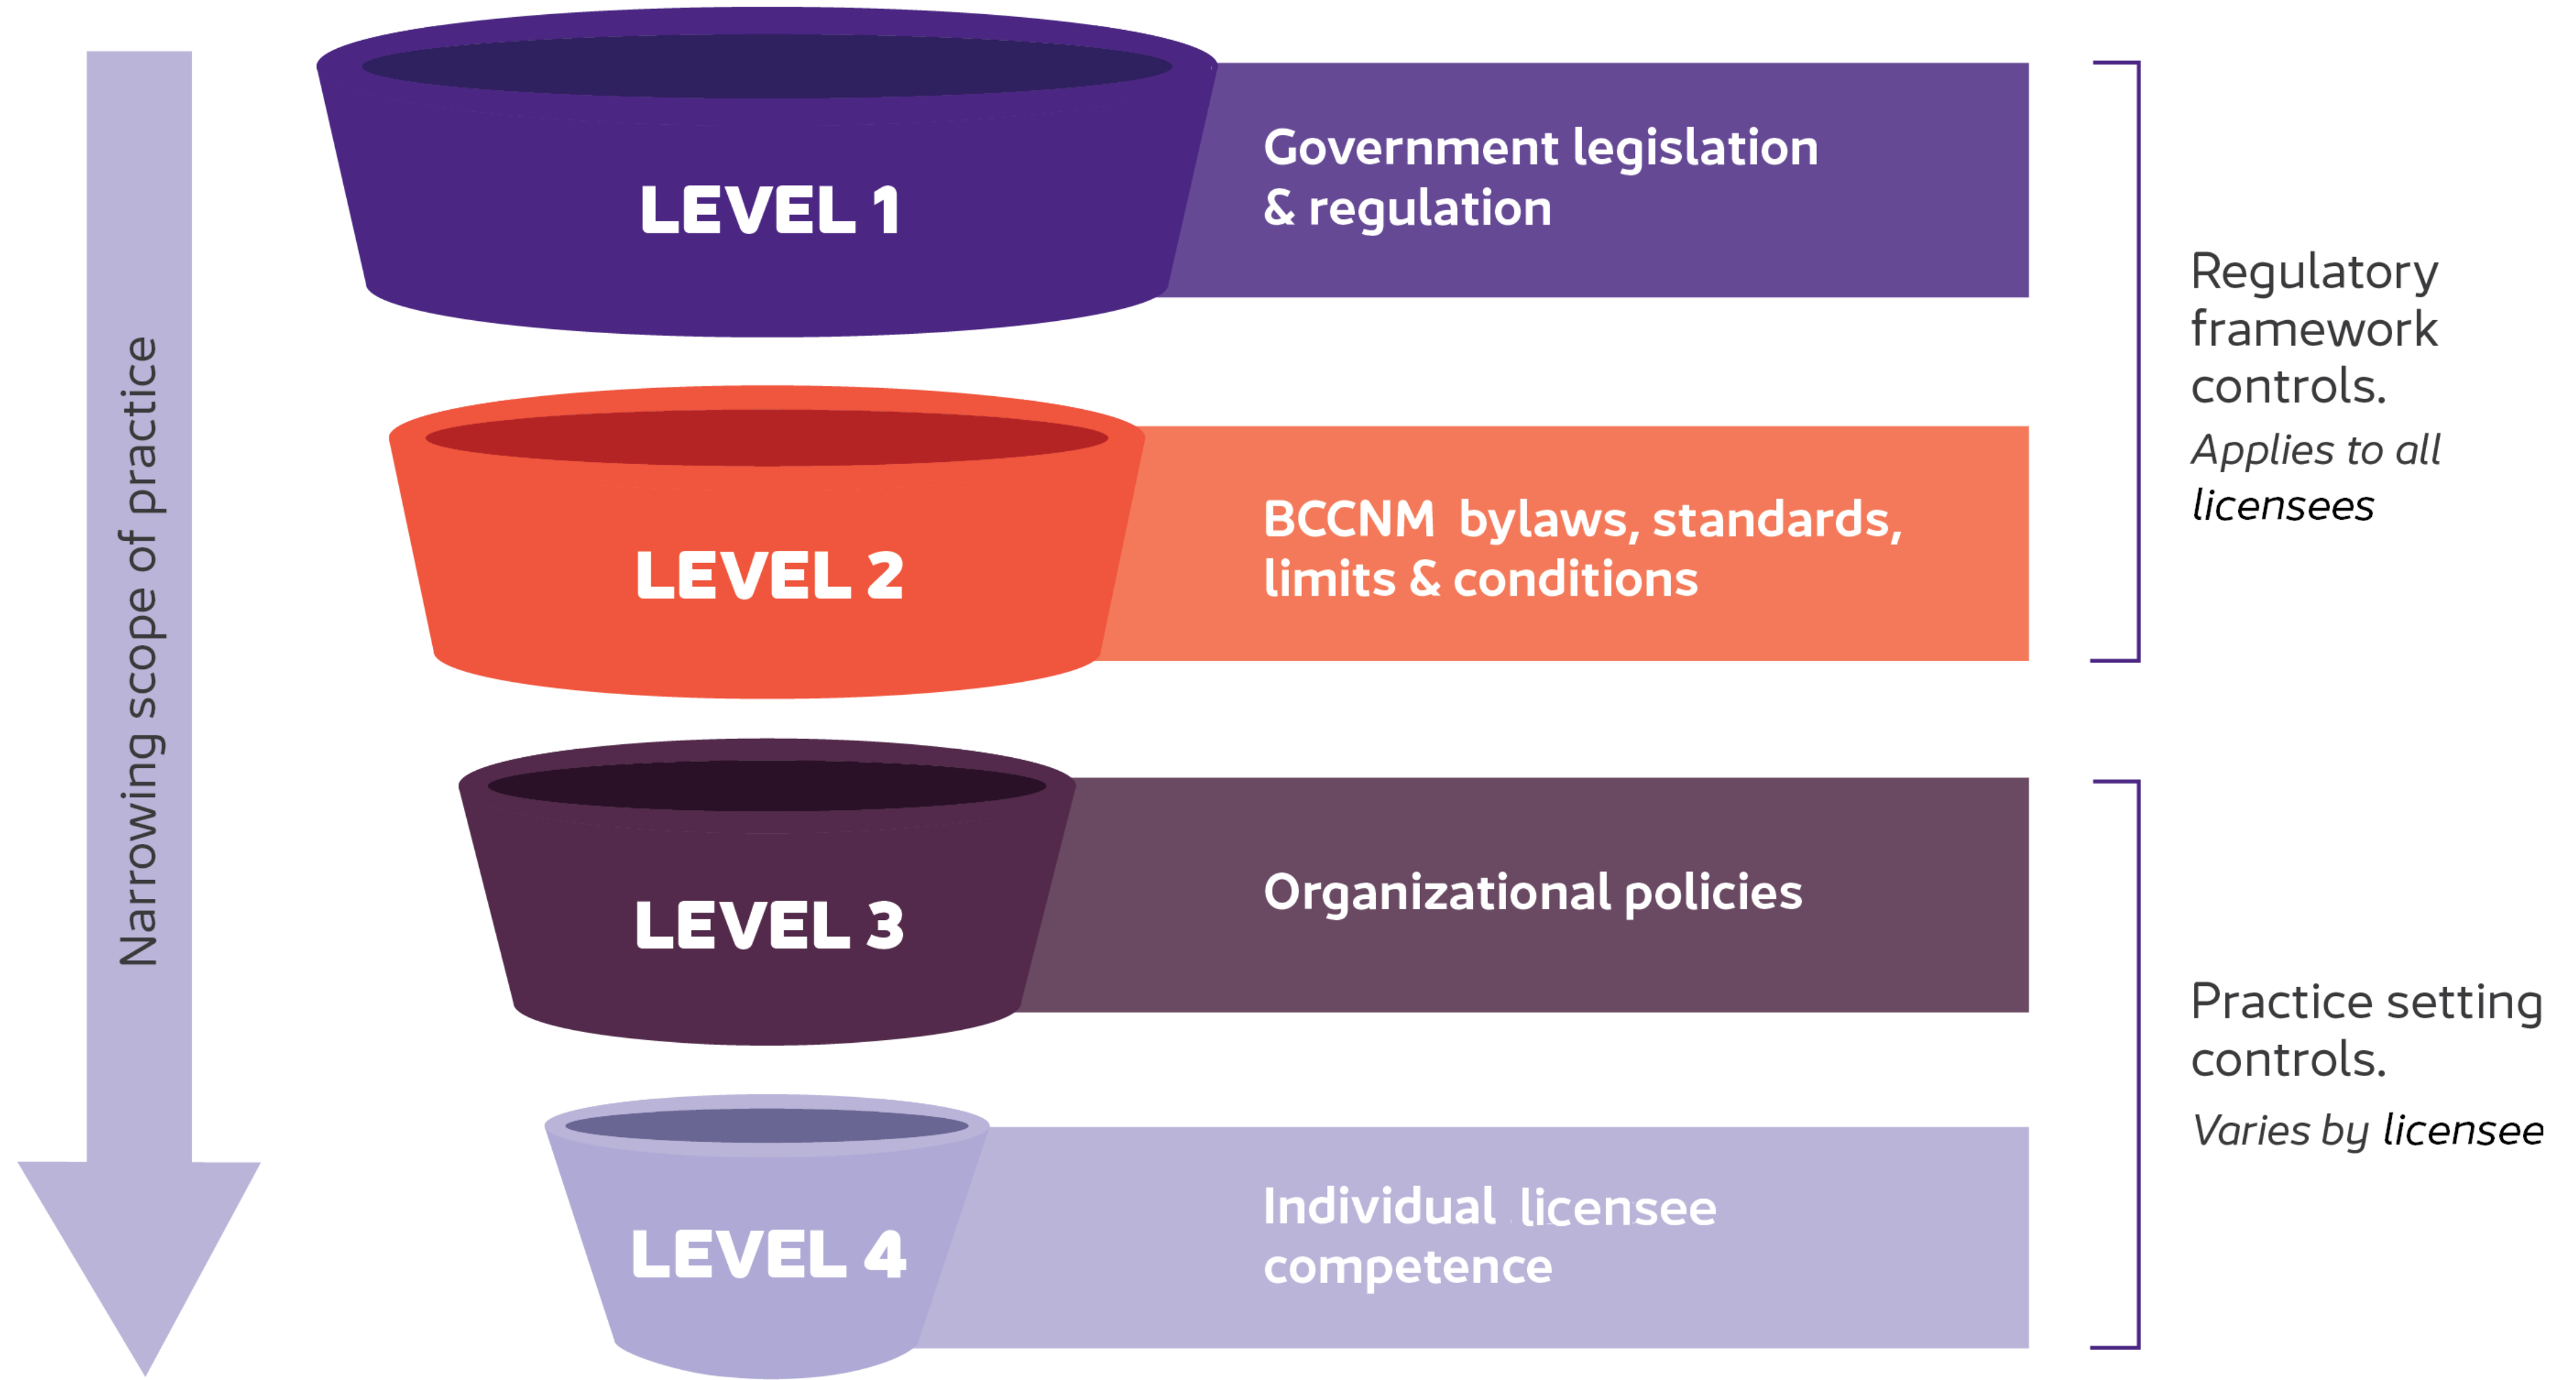 Narrowing scope of practice
LEVEL 1
Government legislation
& regulation
LEVEL 2
BCCNM bylaws, standards,
limits & conditions
Regulatory
framework
controls.
Applies to all
licensees
LEVEL 3
Organizational policies
LEVEL 4
Individual licensee
competence
Practice setting
controls.
Varies by licensee